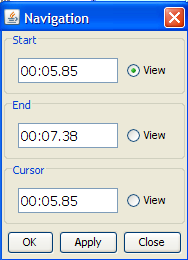 Navigation
Start
00:05.85 View
End
00:07.38 View
Cursor
00:05.85 View
OK Apply Close